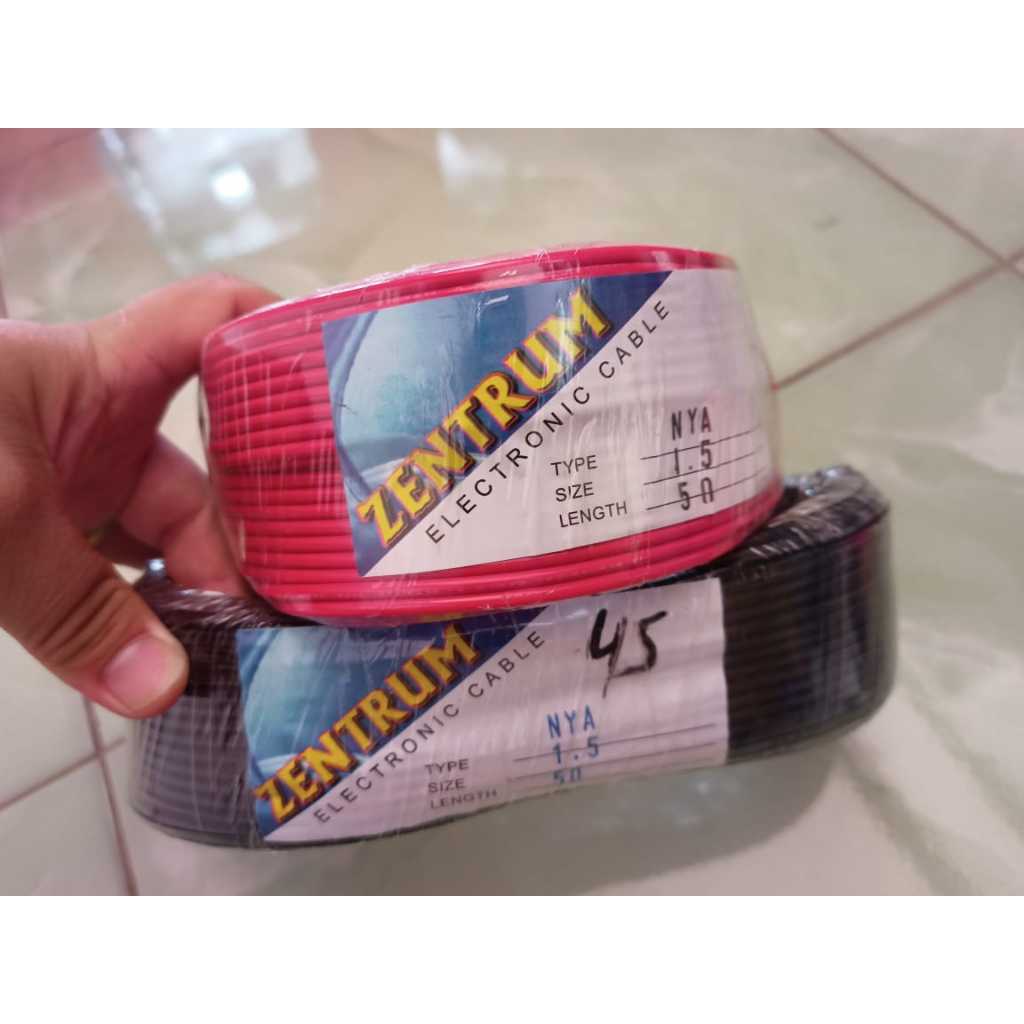 ZENTRUM
ELECTRONIC CABLE
TYPE NYA
SIZE 1.5
LENGTH 50
45
ZENTRUM
ELECTRONIC CABLE
TYPE NYA
SIZE 1.5
LENGTH 50